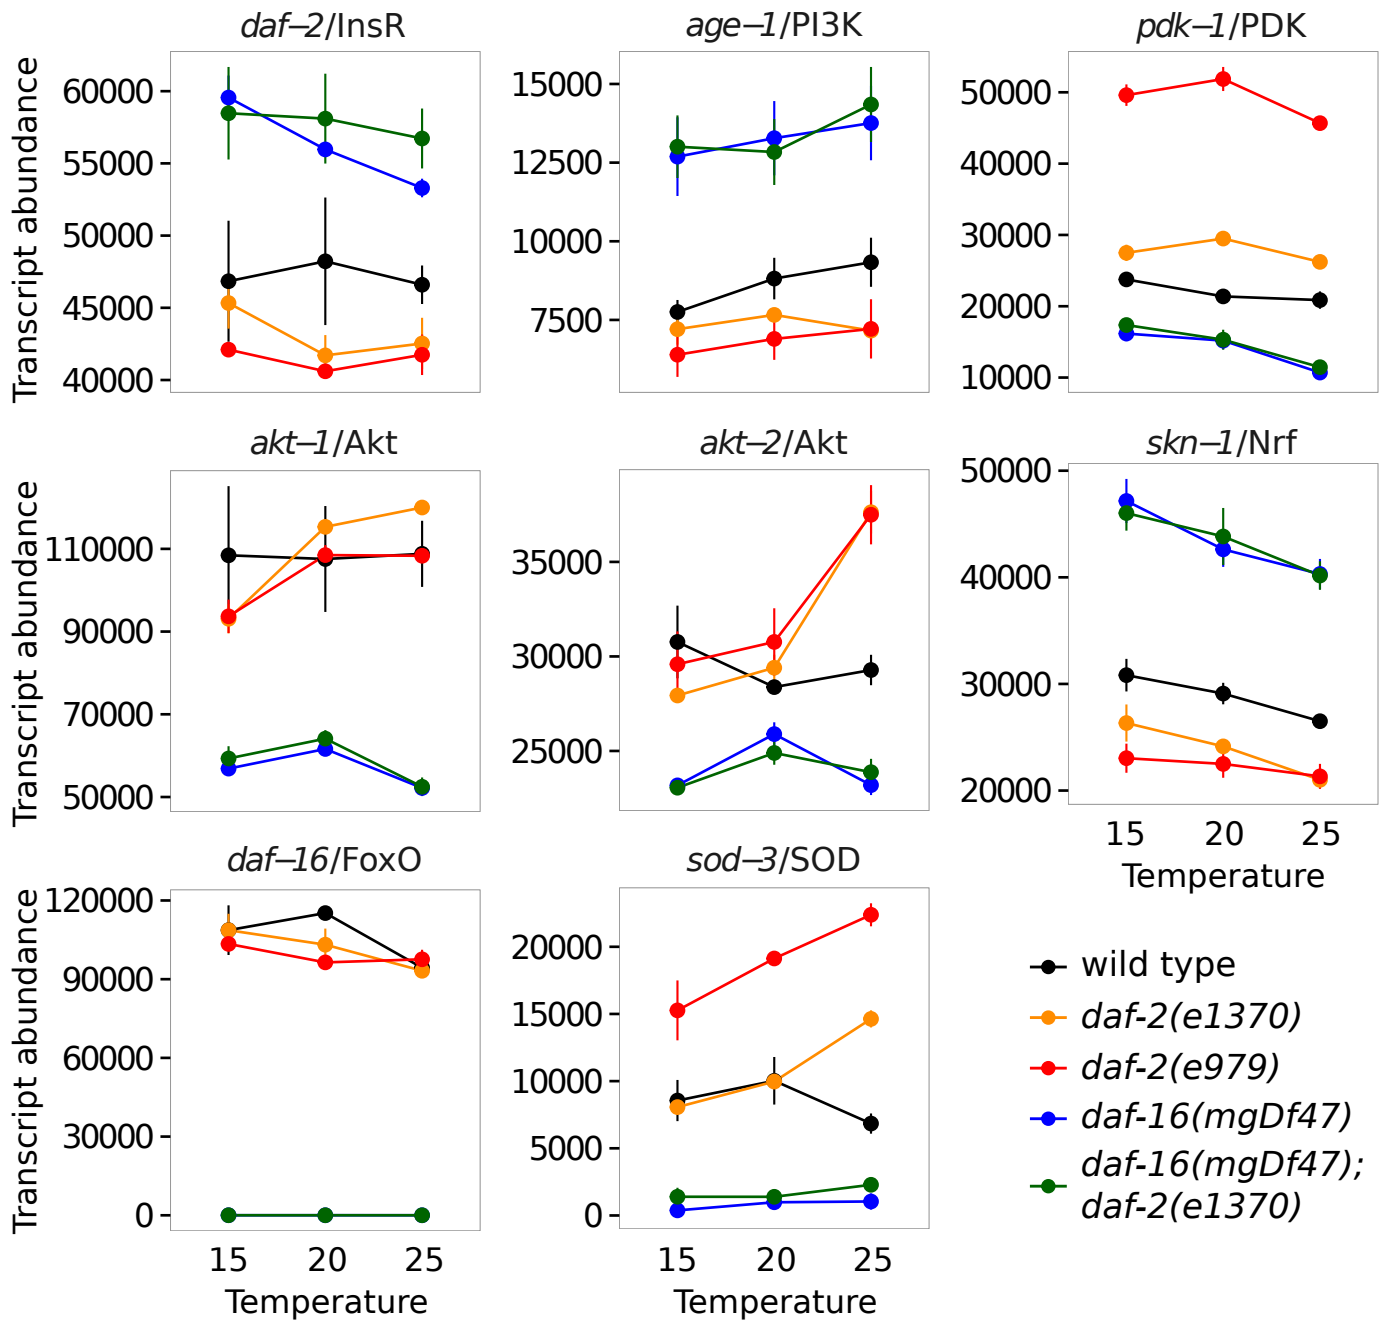 daf−2/InsR
age−1/PI3K
pdk−1/PDK
Transcript abundance
60000
55000
50000
45000
40000
15000
12500
10000
7500
50000
40000
30000
20000
10000
akt−1/Akt
akt−2/Akt
skn−1/Nrf
Transcript abundance
110000
90000
70000
50000
35000
30000
25000
50000
40000
30000
20000
15 20 25
Temperature
daf−16/FoxO
sod−3/SOD
Transcript abundance
120000
90000
60000
30000
0
20000
15000
10000
5000
0
15 20 25
Temperature
15 20 25
Temperature
wild type
daf-2(e1370)
daf-2(e979)
daf-16(mgDf47)
daf-16(mgDf47);
daf-2(e1370)